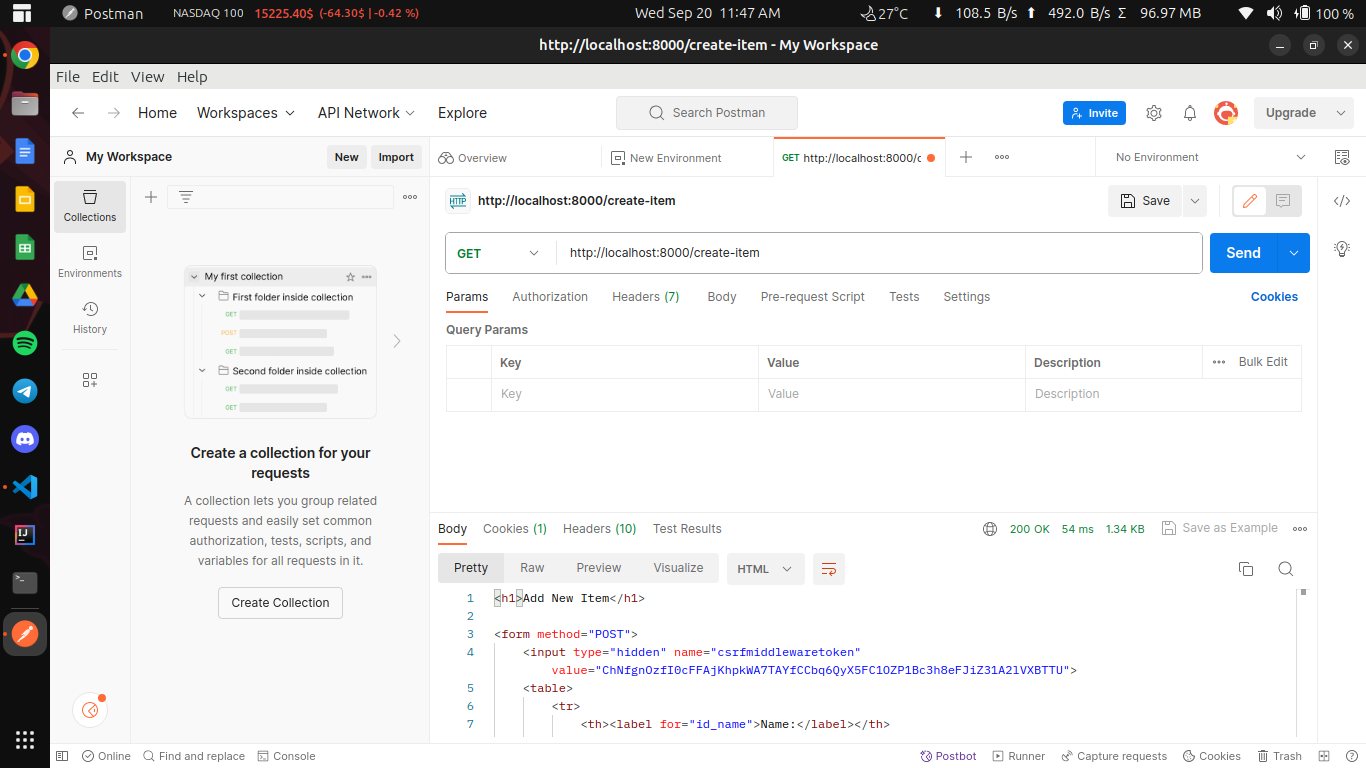 Postman NASDAQ 100 15225.40$ (-64.30$ | -0.42 %) Wed Sep 20 11:47 AM 27°C ⬇ 108.5 B/s ⬆ 492.0 B/s Σ 96.97 MB 100 %
http://localhost:8000/create-item - My Workspace
File Edit View Help
Home Workspaces API Network Explore Search Postman Invite Upgrade
My Workspace New Import Overview New Environment GET http://localhost:8000/c No Environment
Collections
Environments
History
My first collection
First folder inside collection
GET
POST
GET
Second folder inside collection
GET
GET
Create a collection for your
requests
A collection lets you group related
requests and easily set common
authorization, tests, scripts, and
variables for all requests in it.
Create Collection
HTTP http://localhost:8000/create-item Save
GET http://localhost:8000/create-item Send
Params Authorization Headers (7) Body Pre-request Script Tests Settings Cookies
Query Params
Key Value Description Bulk Edit
Key Value Description
Body Cookies (1) Headers (10) Test Results 200 OK 54 ms 1.34 KB Save as Example
Pretty Raw Preview Visualize HTML
1 <h1>Add New Item</h1>
2
3 <form method="POST">
4 <input type="hidden" name="csrfmiddlewaretoken"
value="ChNfgnOzfI0cFFAjKhpkWA7TAYfCCbq6QyX5FC1OZP1Bc3h8eFJiZ31A2lVXBTTU">
5 <table>
6 <tr>
7 <th><label for="id_name">Name:</label></th>
Online Find and replace Console Postbot Runner Capture requests Cookies Trash